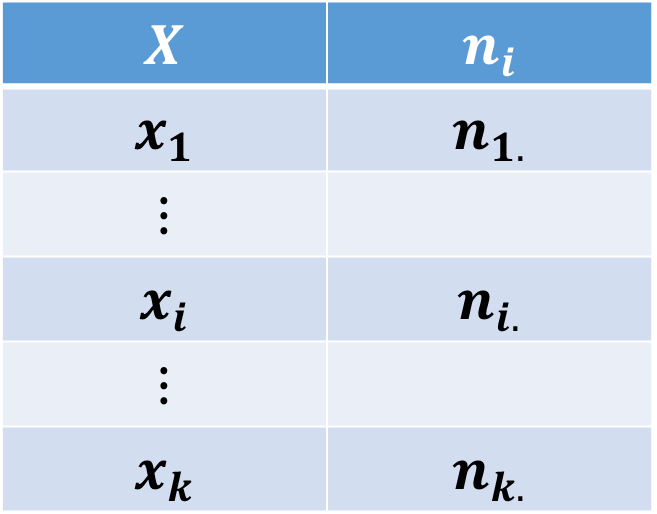 X n_i
x_1 n_1.
⋮
x_i n_i.
⋮
x_k n_k.